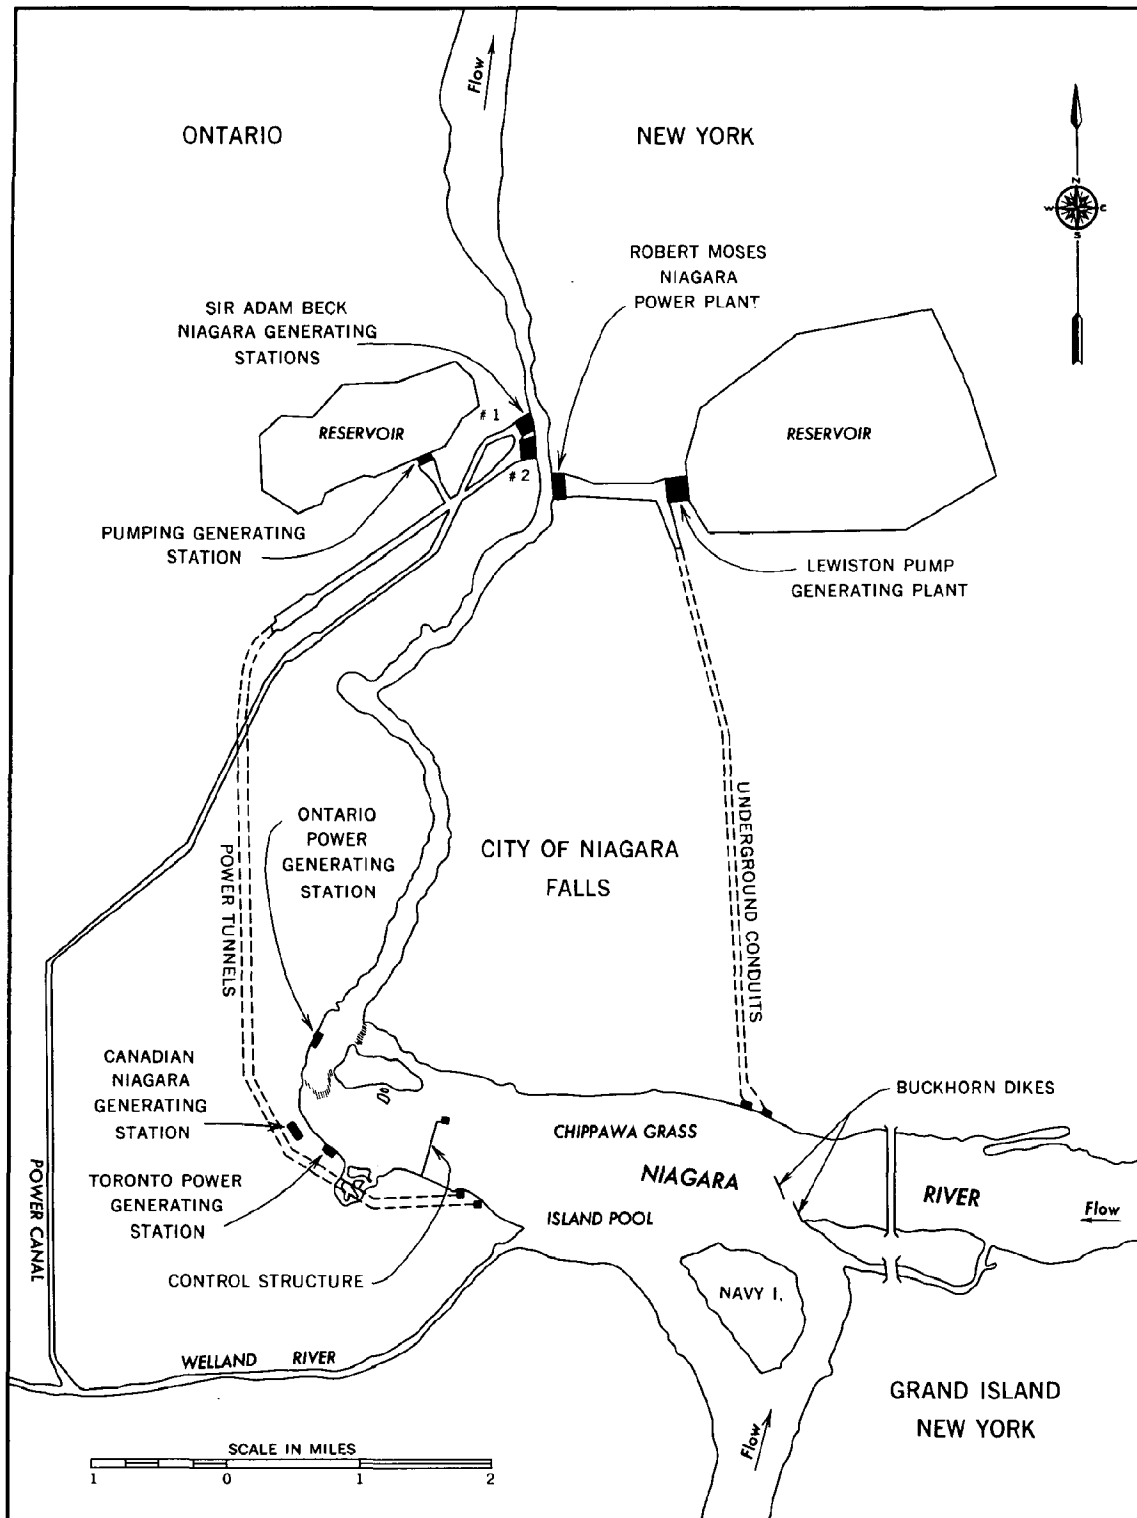 Flow
ONTARIO
NEW YORK
N
W
C
S
ROBERT MOSES
NIAGARA
POWER PLANT
SIR ADAM BECK
NIAGARA GENERATING
STATIONS
# 1
RESERVOIR
RESERVOIR
# 2
PUMPING GENERATING
STATION
LEWISTON PUMP
GENERATING PLANT
UNDERGROUND CONDUITS
ONTARIO
POWER
GENERATING
STATION
CITY OF NIAGARA
FALLS
POWER TUNNELS
CANADIAN
NIAGARA
GENERATING
STATION
BUCKHORN DIKES
CHIPPAWA GRASS
NIAGARA
RIVER
TORONTO POWER
GENERATING
STATION
ISLAND POOL
Flow
POWER CANAL
CONTROL STRUCTURE
NAVY I.
WELLAND RIVER
GRAND ISLAND
NEW YORK
Flow
SCALE IN MILES
1 0 1 2